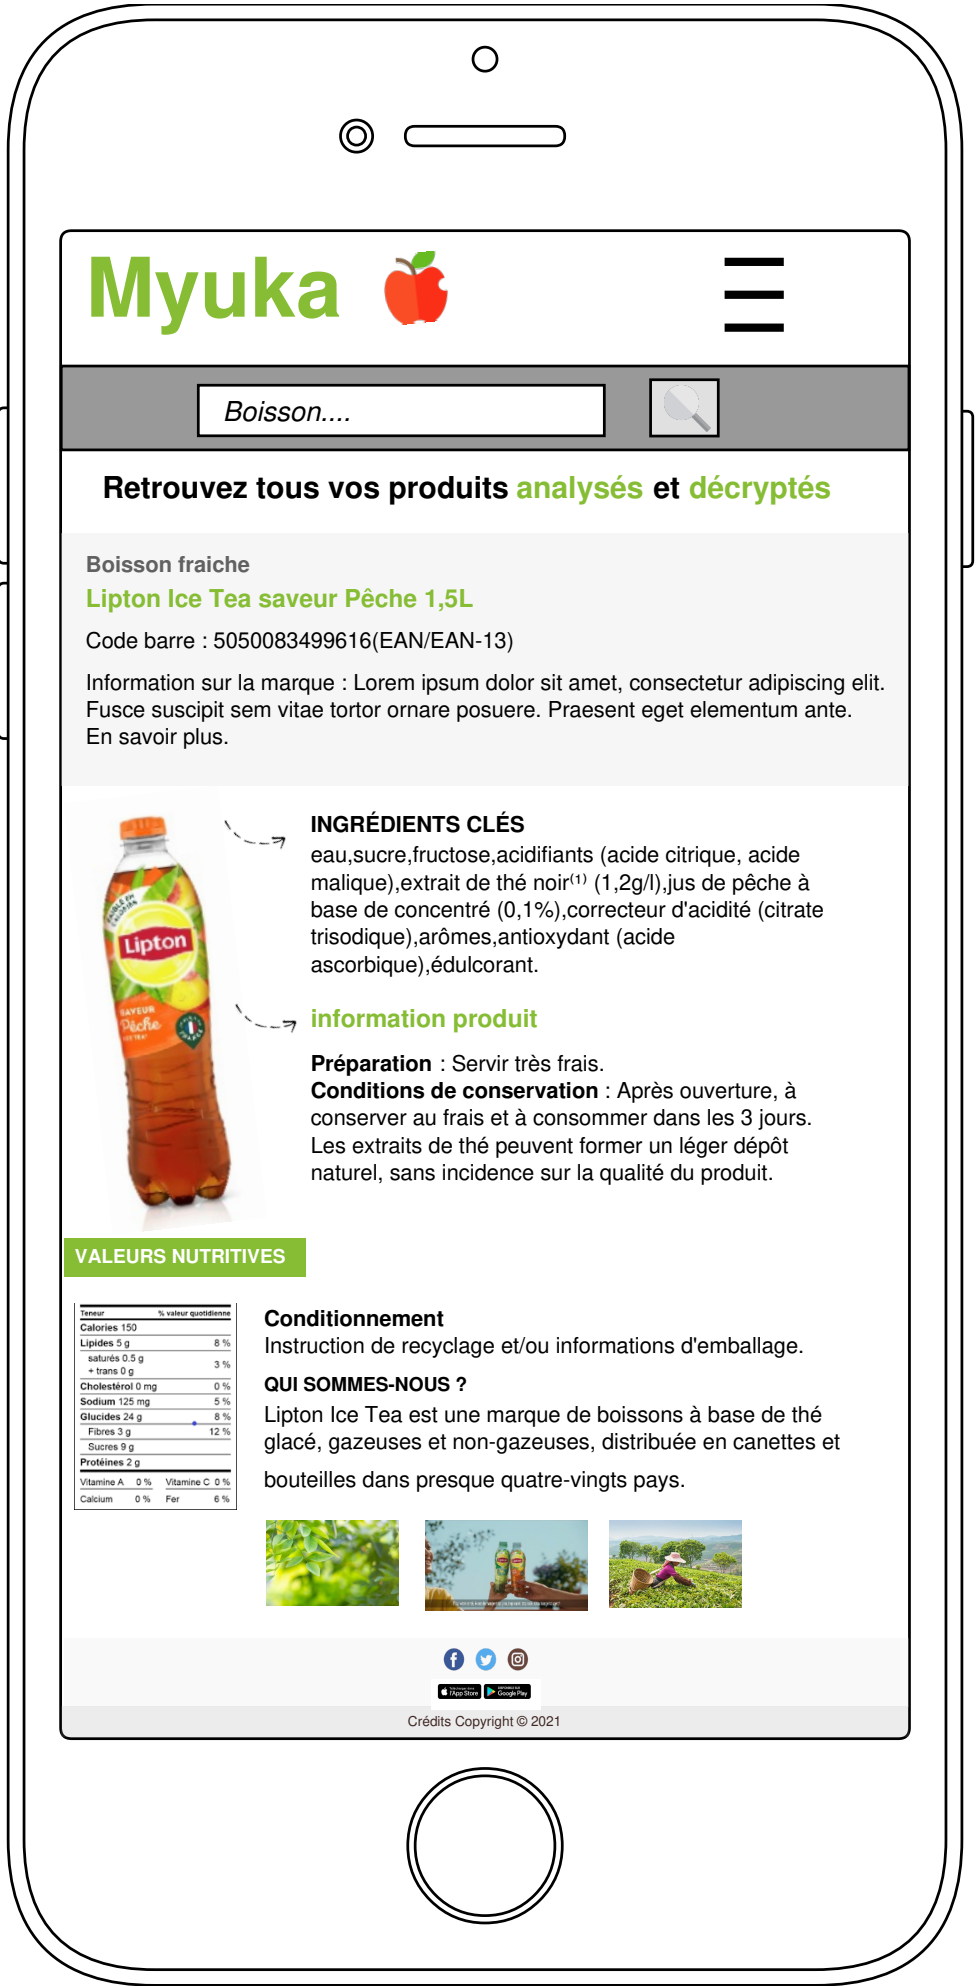 Myuka
Boisson....
Retrouvez tous vos produits analysés et décryptés
Boisson fraiche
Lipton Ice Tea saveur Pêche 1,5L
Code barre : 5050083499616(EAN/EAN-13)
Information sur la marque : Lorem ipsum dolor sit amet, consectetur adipiscing elit.
Fusce suscipit sem vitae tortor ornare posuere. Praesent eget elementum ante.
En savoir plus.
INGRÉDIENTS CLÉS
eau,sucre,fructose,acidifiants (acide citrique, acide
malique),extrait de thé noir⁽¹⁾ (1,2g/l),jus de pêche à
base de concentré (0,1%),correcteur d'acidité (citrate
trisodique),arômes,antioxydant (acide
ascorbique),édulcorant.
Lipton
SAVEUR
Pêche
information produit
Préparation : Servir très frais.
Conditions de conservation : Après ouverture, à
conserver au frais et à consommer dans les 3 jours.
Les extraits de thé peuvent former un léger dépôt
naturel, sans incidence sur la qualité du produit.
VALEURS NUTRITIVES
Teneur % valeur quotidienne
Calories 150
Lipides 5 g 8 %
saturés 0.5 g
+ trans 0 g 3 %
Cholestérol 0 mg 0 %
Sodium 125 mg 5 %
Glucides 24 g 8 %
Fibres 3 g 12 %
Sucres 9 g
Protéines 2 g
Vitamine A 0 % Vitamine C 0 %
Calcium 0 % Fer 6 %
Conditionnement
Instruction de recyclage et/ou informations d'emballage.
QUI SOMMES-NOUS ?
Lipton Ice Tea est une marque de boissons à base de thé
glacé, gazeuses et non-gazeuses, distribuée en canettes et
bouteilles dans presque quatre-vingts pays.
l'App Store Google Play
Crédits Copyright © 2021